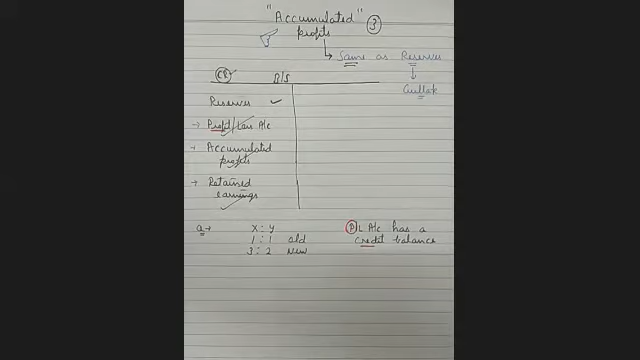 "Accumulated profits" 3
Same as Reserves
Gullak
CR B/S
Reserves
→ Profit/Loss A/c
→ Accumulated profits
→ Retained earnings
Q→ X : Y
1 : 1 old
3 : 2 New
P/L A/c has a
credit balance